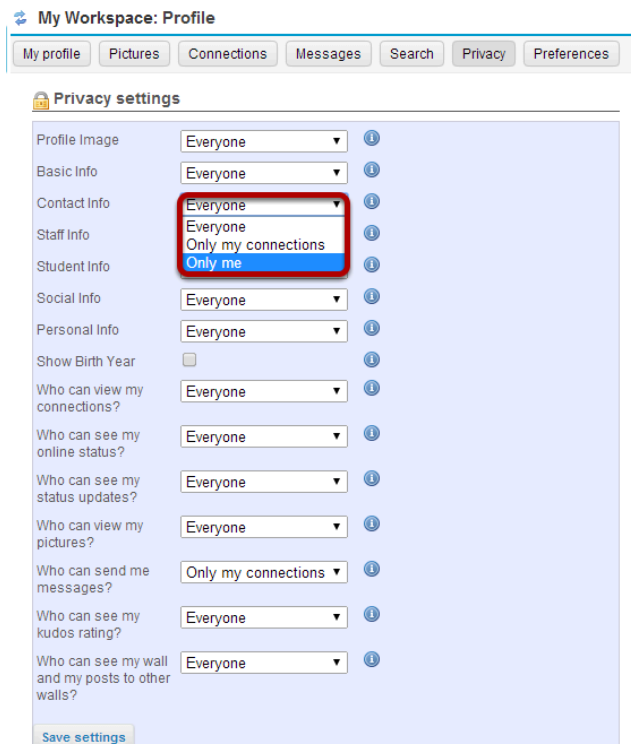 My Workspace: Profile
My profile Pictures Connections Messages Search Privacy Preferences
Privacy settings
Profile Image Everyone
Basic Info Everyone
Contact Info Everyone
Everyone
Staff Info
Only my connections
Only me
Student Info
Social Info Everyone
Personal Info Everyone
Show Birth Year
Who can view my
connections?
Everyone
Who can see my
online status?
Everyone
Who can see my
status updates?
Everyone
Who can view my
pictures?
Everyone
Who can send me
messages?
Only my connections
Who can see my
kudos rating?
Everyone
Who can see my wall
and my posts to other
walls?
Everyone
Save settings